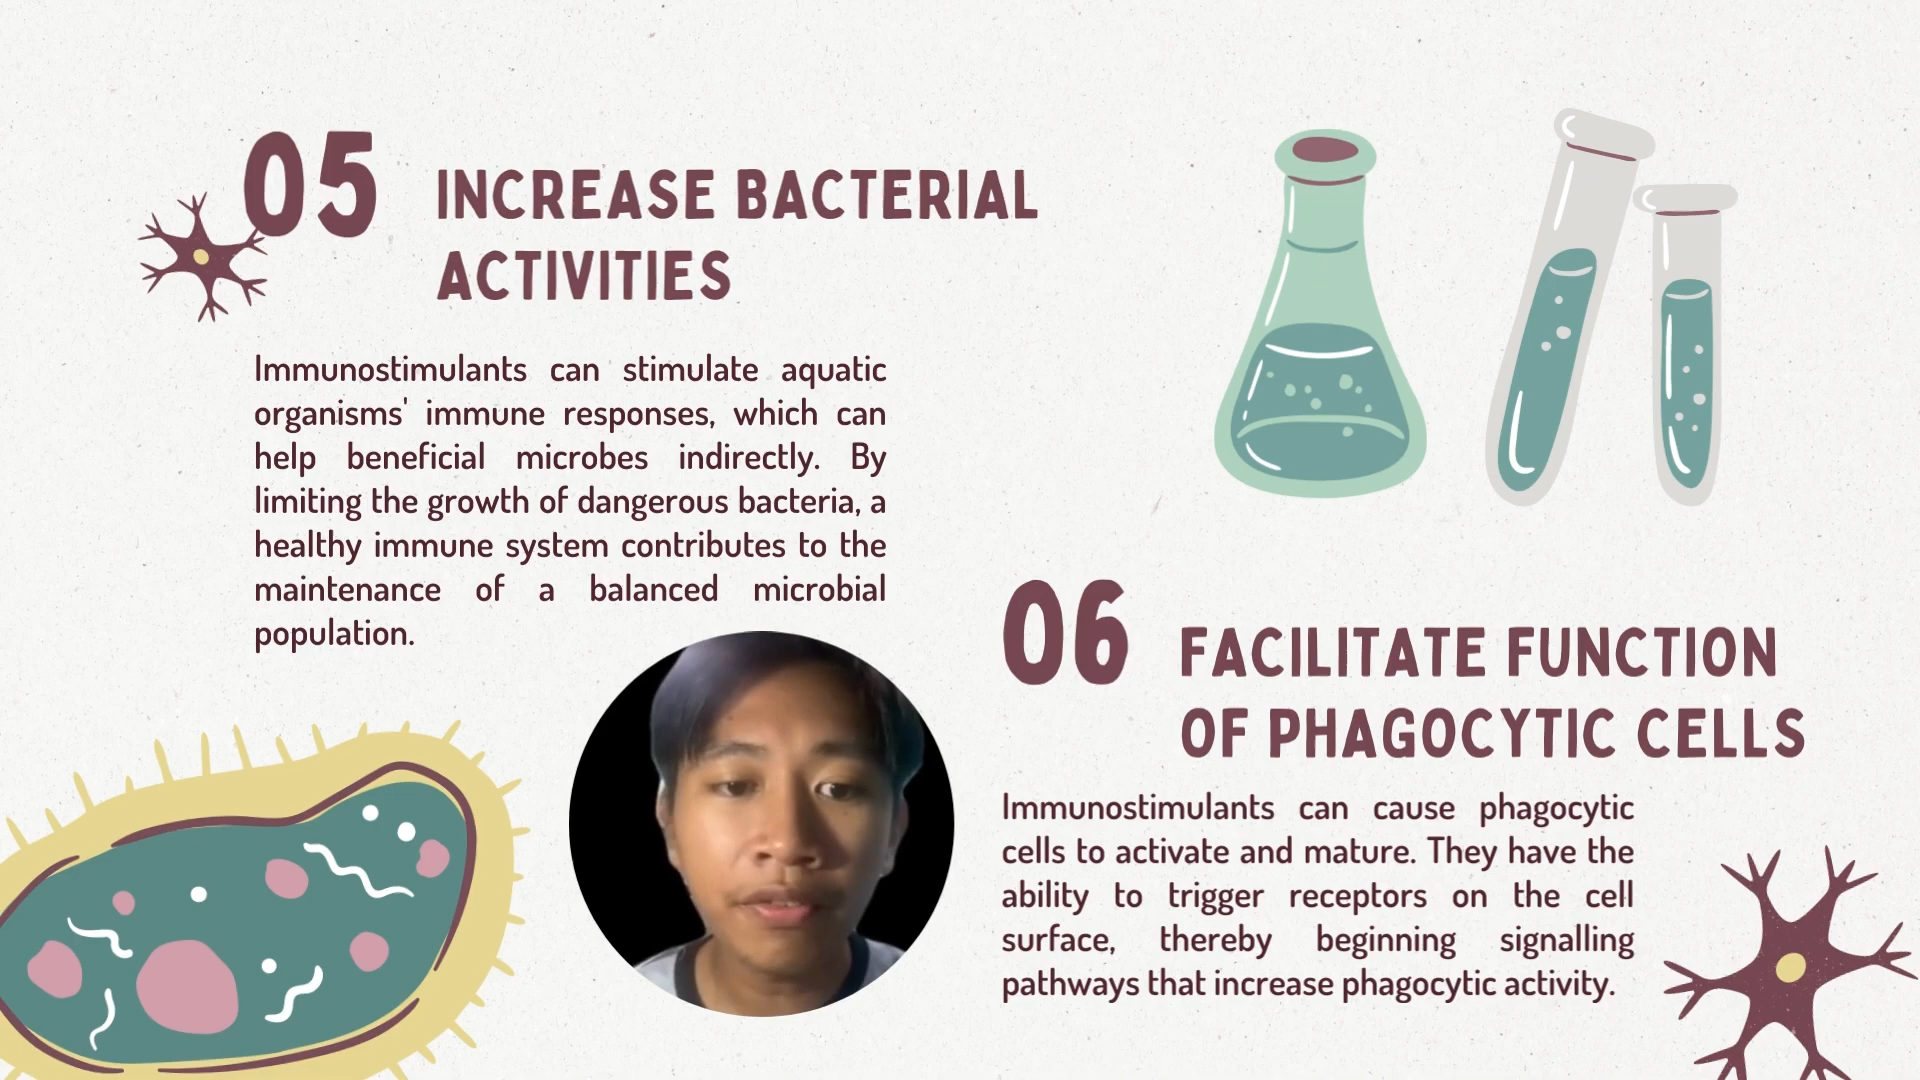 05
INCREASE BACTERIAL
ACTIVITIES
Immunostimulants can stimulate aquatic
organisms' immune responses, which can
help beneficial microbes indirectly. By
limiting the growth of dangerous bacteria, a
healthy immune system contributes to the
maintenance of a balanced microbial
population.
06
FACILITATE FUNCTION
OF PHAGOCYTIC CELLS
Immunostimulants can cause phagocytic
cells to activate and mature. They have the
ability to trigger receptors on the cell
surface, thereby beginning signalling
pathways that increase phagocytic activity.